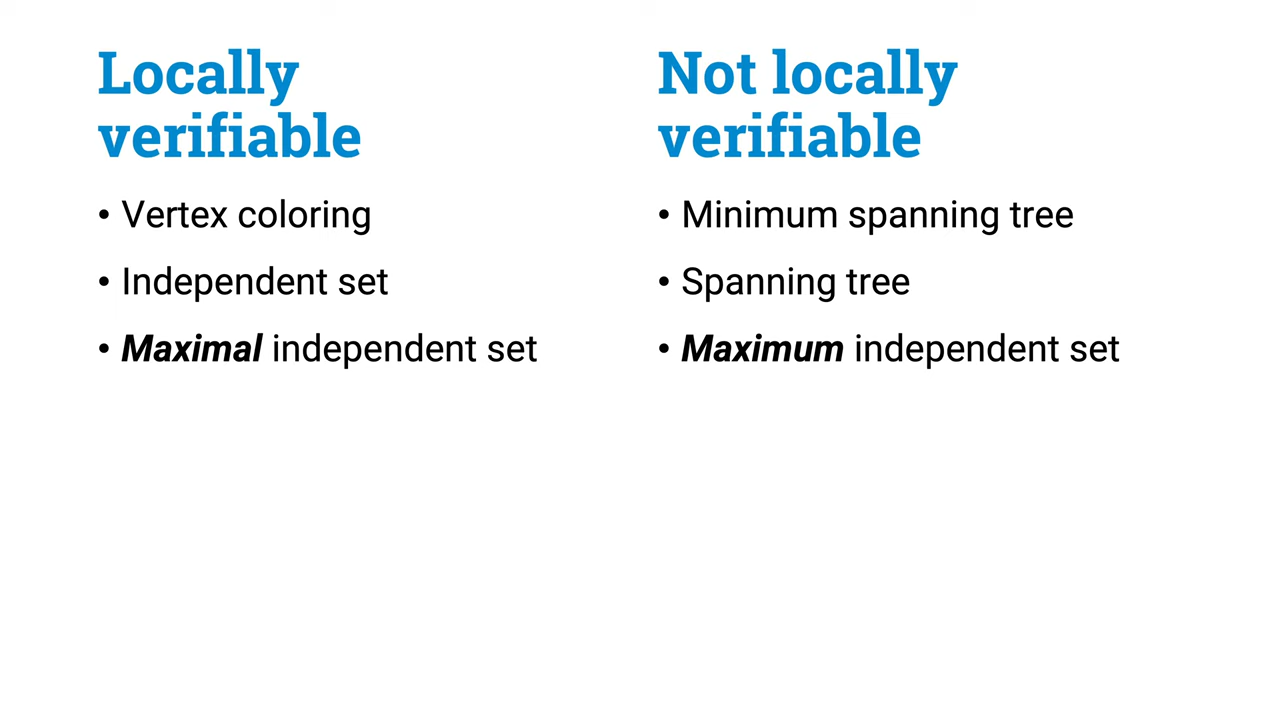 Locally
verifiable
• Vertex coloring
• Independent set
• Maximal independent set
Not locally
verifiable
• Minimum spanning tree
• Spanning tree
• Maximum independent set